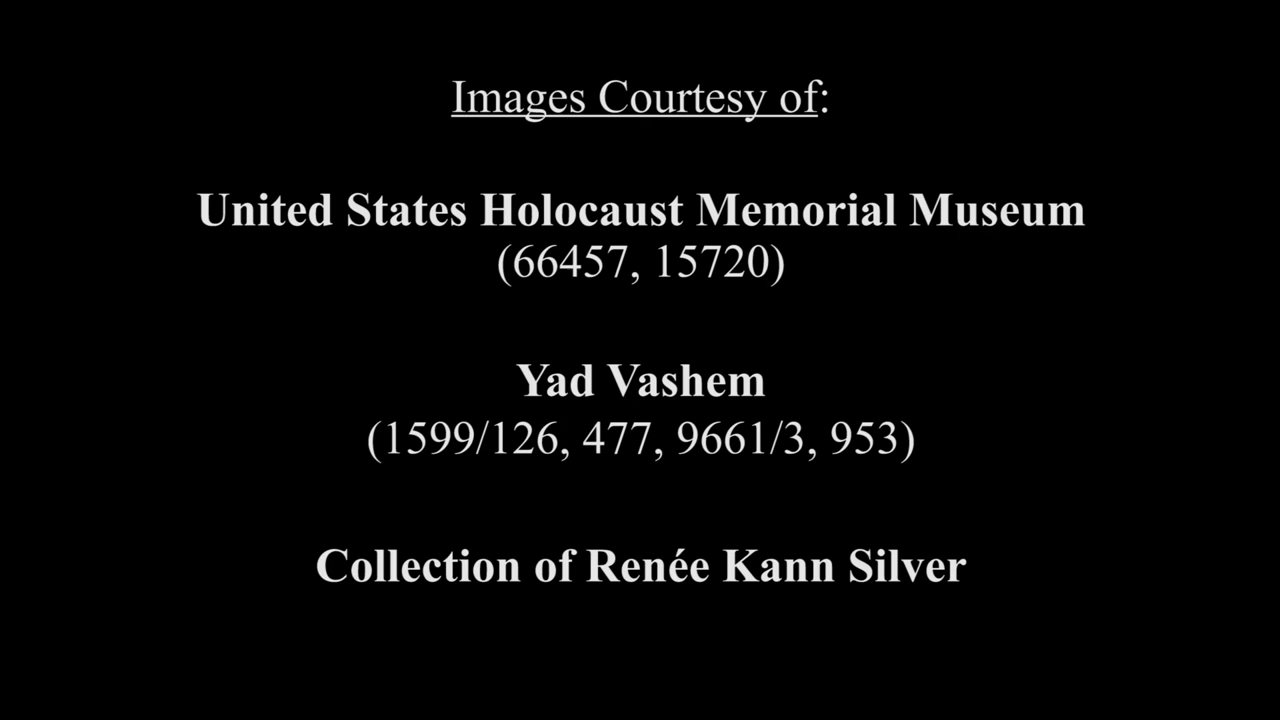 Images Courtesy of:
United States Holocaust Memorial Museum
(66457, 15720)
Yad Vashem
(1599/126, 477, 9661/3, 953)
Collection of Renée Kann Silver